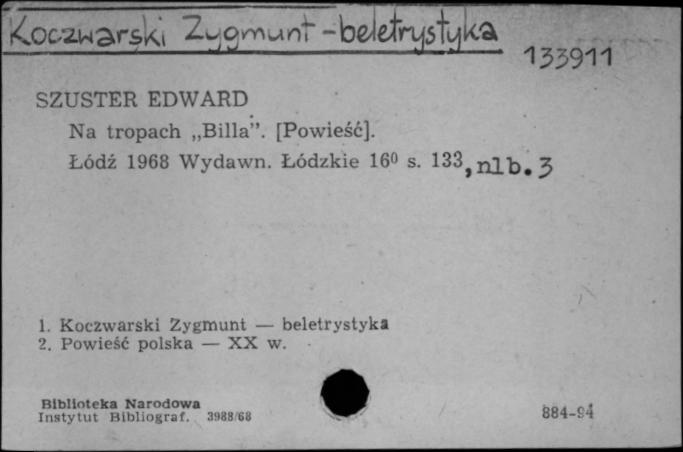 Koczwarski Zygmunt - beletrystyka
133911
SZUSTER EDWARD
Na tropach „Billa”. [Powieść].
Łódź 1968 Wydawn. Łódzkie 16⁰ s. 133, nlb. 3
1. Koczwarski Zygmunt — beletrystyka
2. Powieść polska — XX w.
Biblioteka Narodowa
Instytut Bibliograf. 3988/68
884-94